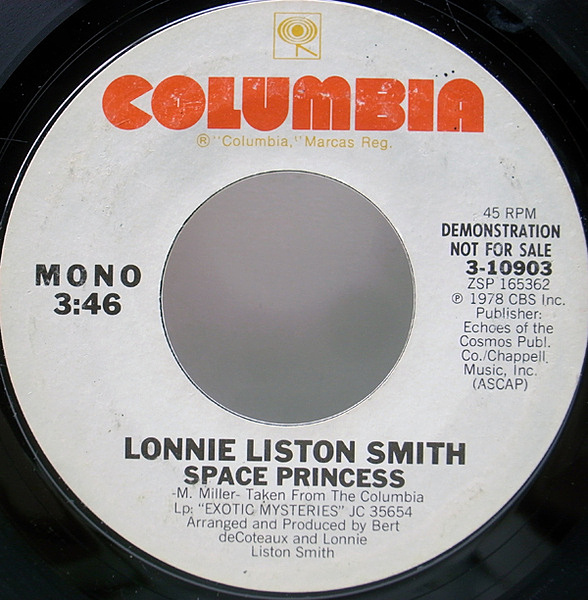 COLUMBIA
® "Columbia," Marcas Reg.
MONO
3:46
45 RPM
DEMONSTRATION
NOT FOR SALE
3-10903
ZSP 165362
℗ 1978 CBS Inc.
Publisher:
Echoes of the
Cosmos Publ.
Co./Chappell
Music, Inc.
(ASCAP)
LONNIE LISTON SMITH
SPACE PRINCESS
-M. Miller- Taken From The Columbia
Lp: "EXOTIC MYSTERIES" JC 35654
Arranged and Produced by Bert
deCoteaux and Lonnie
Liston Smith